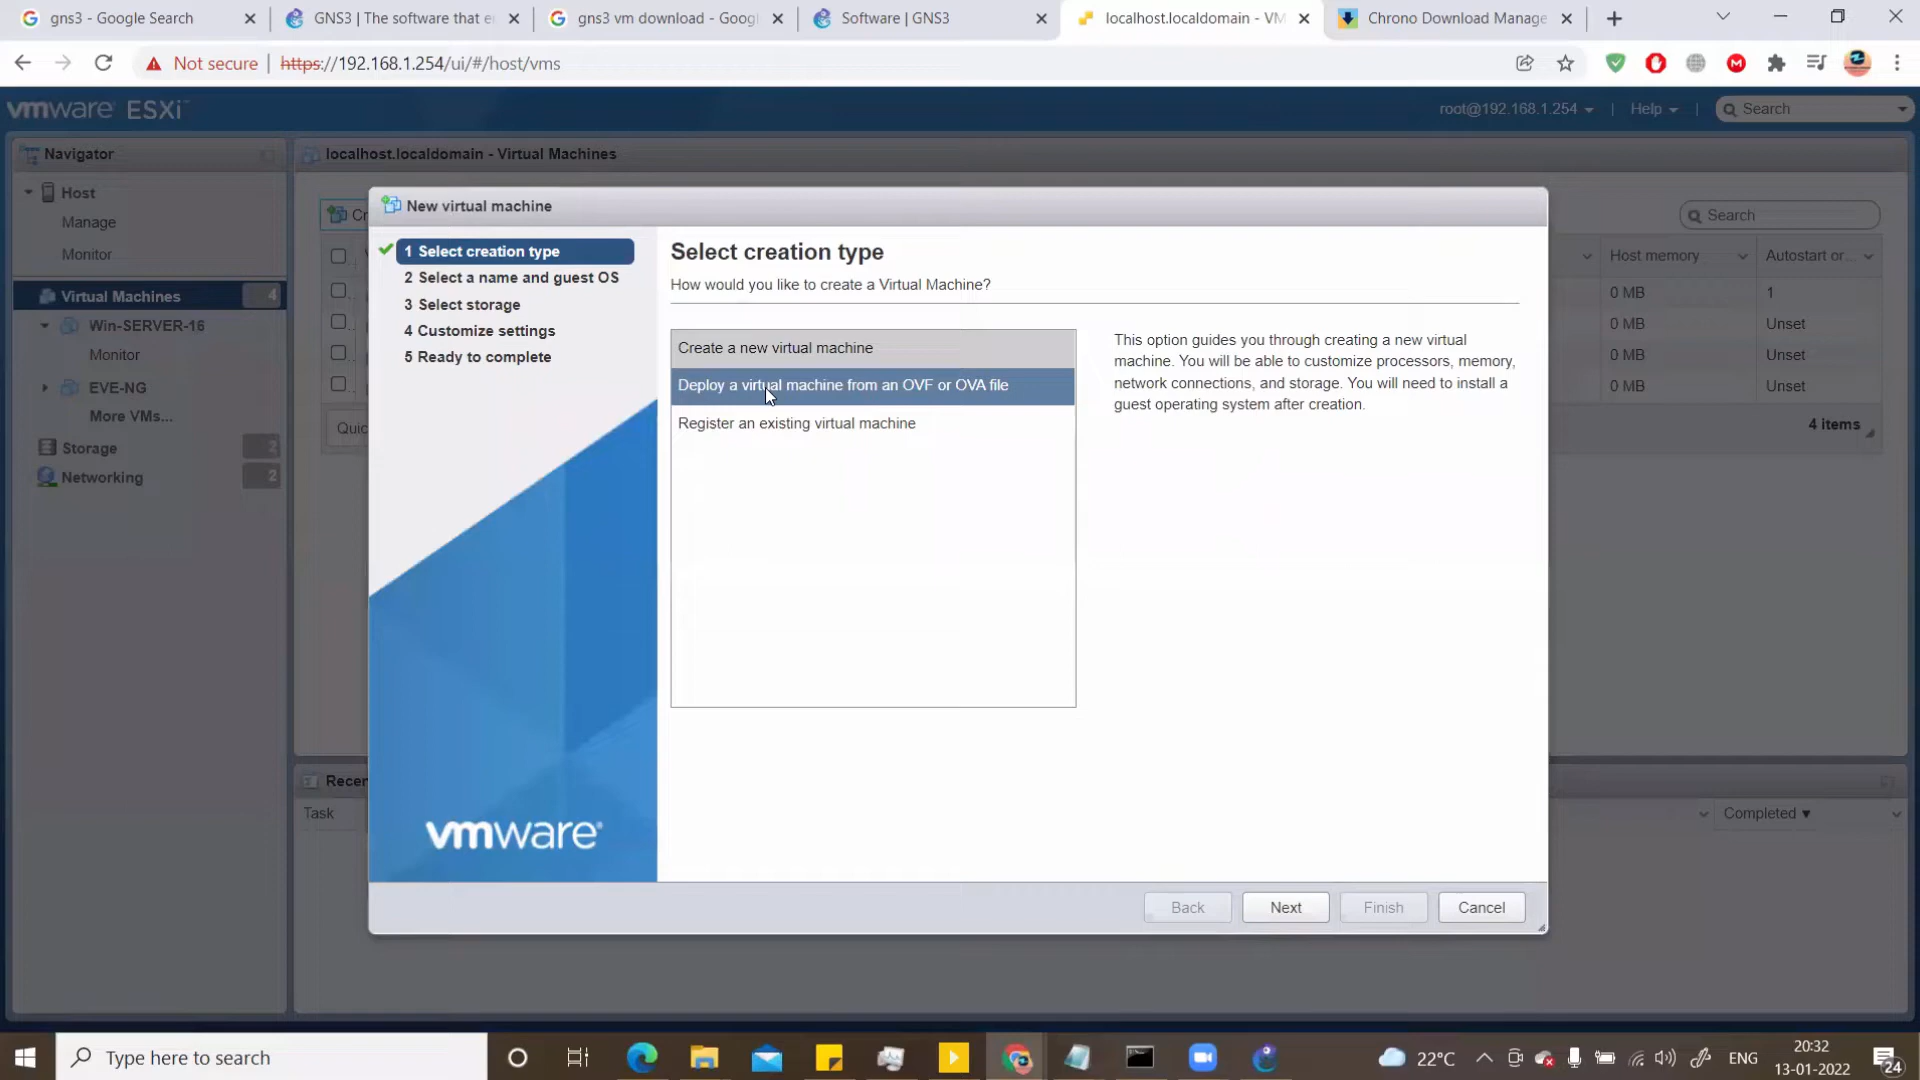 gns3 - Google Search
GNS3 | The software that e
gns3 vm download - Goog
Software | GNS3
localhost.localdomain - VM
Chrono Download Manage
Not secure
https://192.168.1.254/ui/#/host/vms
vmware ESXi
root@192.168.1.254
Help
Search
Navigator
localhost.localdomain - Virtual Machines
Host
Manage
Monitor
Virtual Machines 4
Win-SERVER-16
Monitor
EVE-NG
More VMs...
Storage 2
Networking 2
Cr
Search
Host memory
Autostart or...
0 MB 1
0 MB Unset
0 MB Unset
0 MB Unset
Quic
4 items
New virtual machine
1 Select creation type
2 Select a name and guest OS
3 Select storage
4 Customize settings
5 Ready to complete
Select creation type
How would you like to create a Virtual Machine?
Create a new virtual machine
Deploy a virtual machine from an OVF or OVA file
Register an existing virtual machine
This option guides you through creating a new virtual
machine. You will be able to customize processors, memory,
network connections, and storage. You will need to install a
guest operating system after creation.
vmware
Back
Next
Finish
Cancel
Recen
Task
Completed
Type here to search
22°C
ENG
20:32
13-01-2022
24